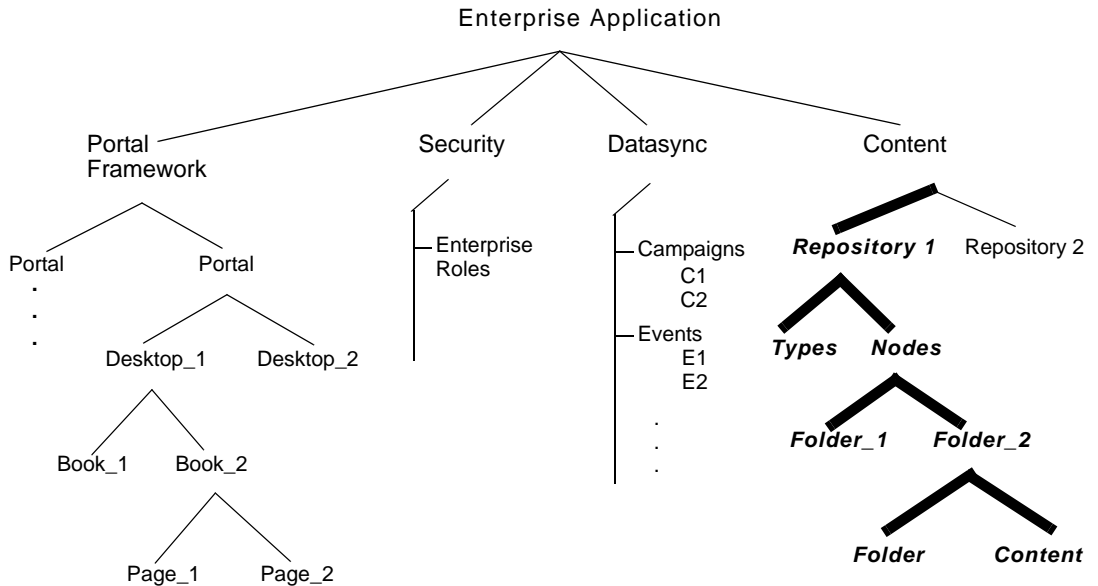 Enterprise Application
Portal
Framework
Security
Datasync
Content
Portal
Portal
Enterprise
Roles
Campaigns
C1
C2
Repository 1
Repository 2
.
.
.
Desktop_1
Desktop_2
Events
E1
E2
Types
Nodes
Book_1
Book_2
.
.
.
Folder_1
Folder_2
Page_1
Page_2
Folder
Content